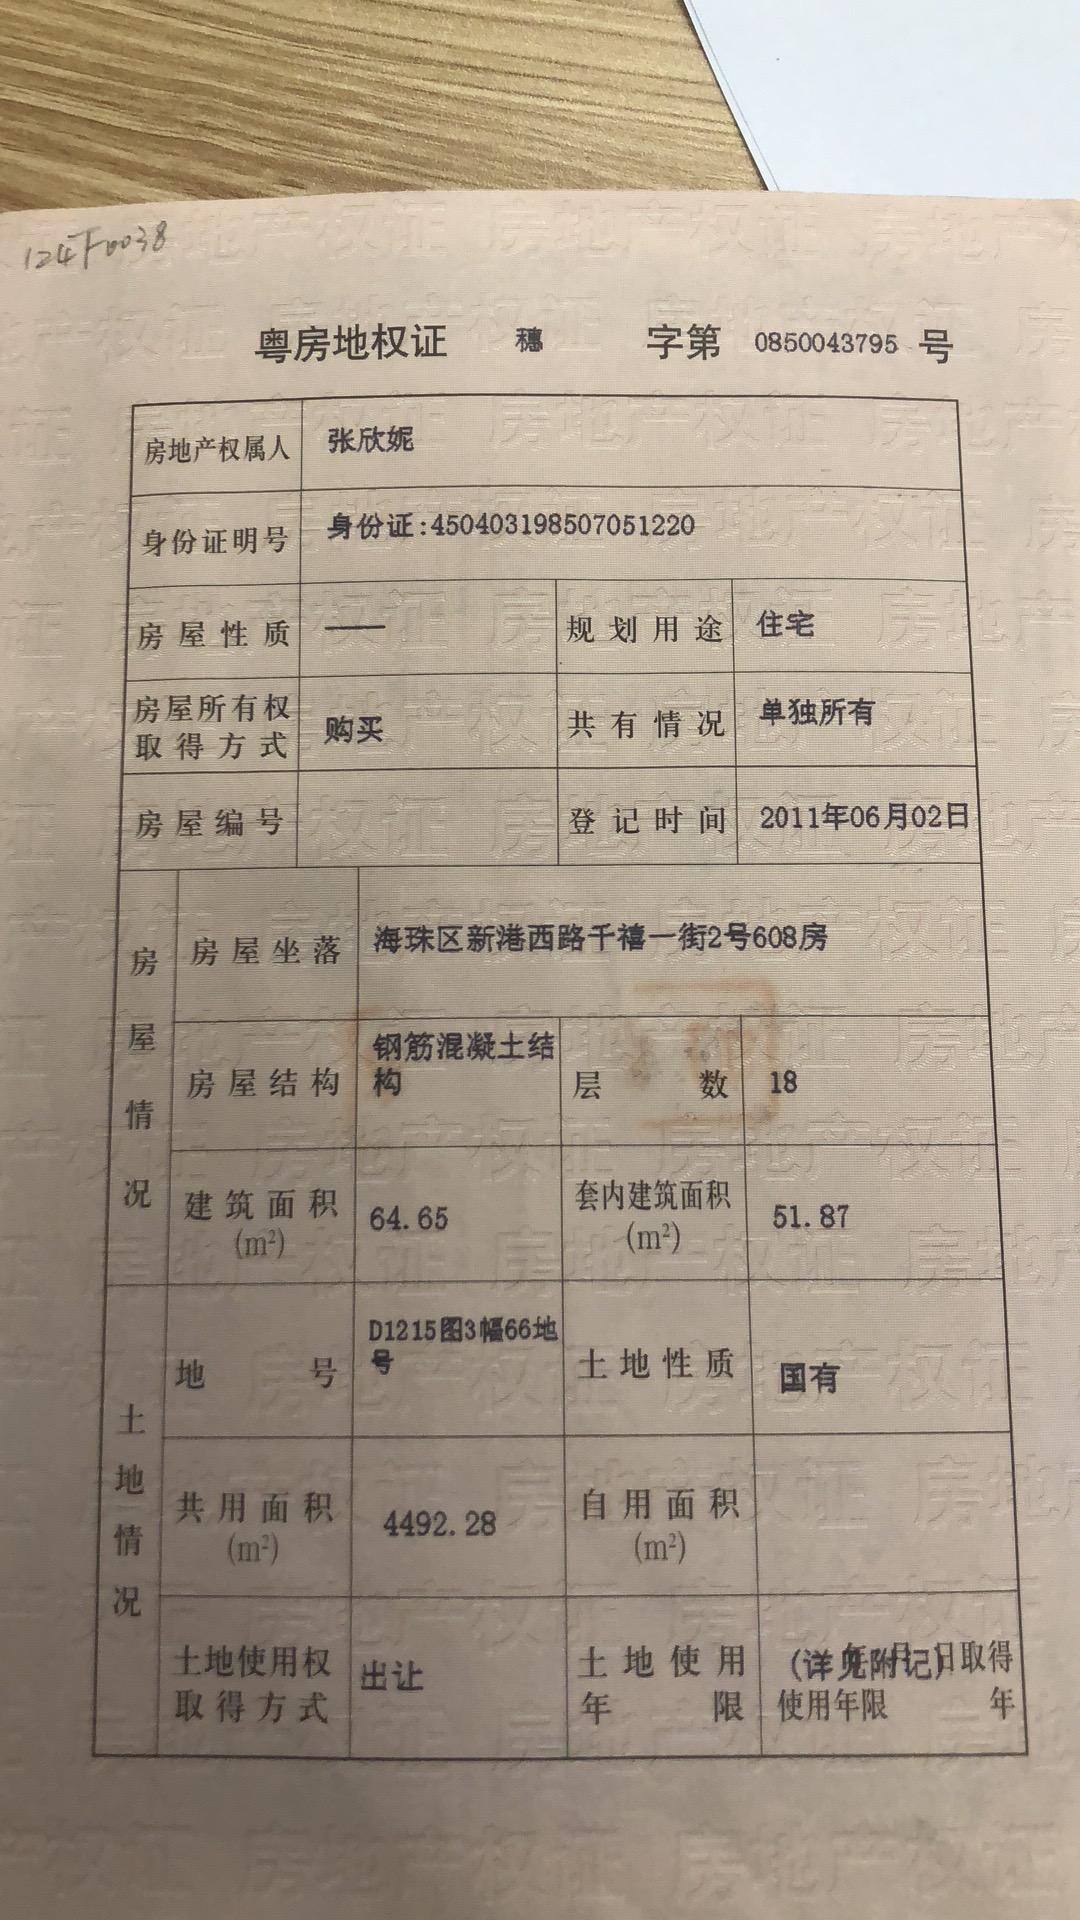 124下0038
粤房地权证 穗 字第 0850043795 号
房地产权属人 张欣妮
身份证明号 身份证:450403198507051220
房屋性质 —— 规划用途 住宅
房屋所有权
取得方式 购买 共有情况 单独所有
房屋编号 登记时间 2011年06月02日
房屋情况
房屋坐落 海珠区新港西路千禧一街2号608房
房屋结构 钢筋混凝土结
构 层数 18
建筑面积
(m²) 64.65 套内建筑面积
(m²) 51.87
土地情况
地号 D1215图3幅66地
号 土地性质 国有
共用面积
(m²) 4492.28 自用面积
(m²)
土地使用权
取得方式 出让 土地使用
年限 (详见附记) 年月日取得
使用年限 年